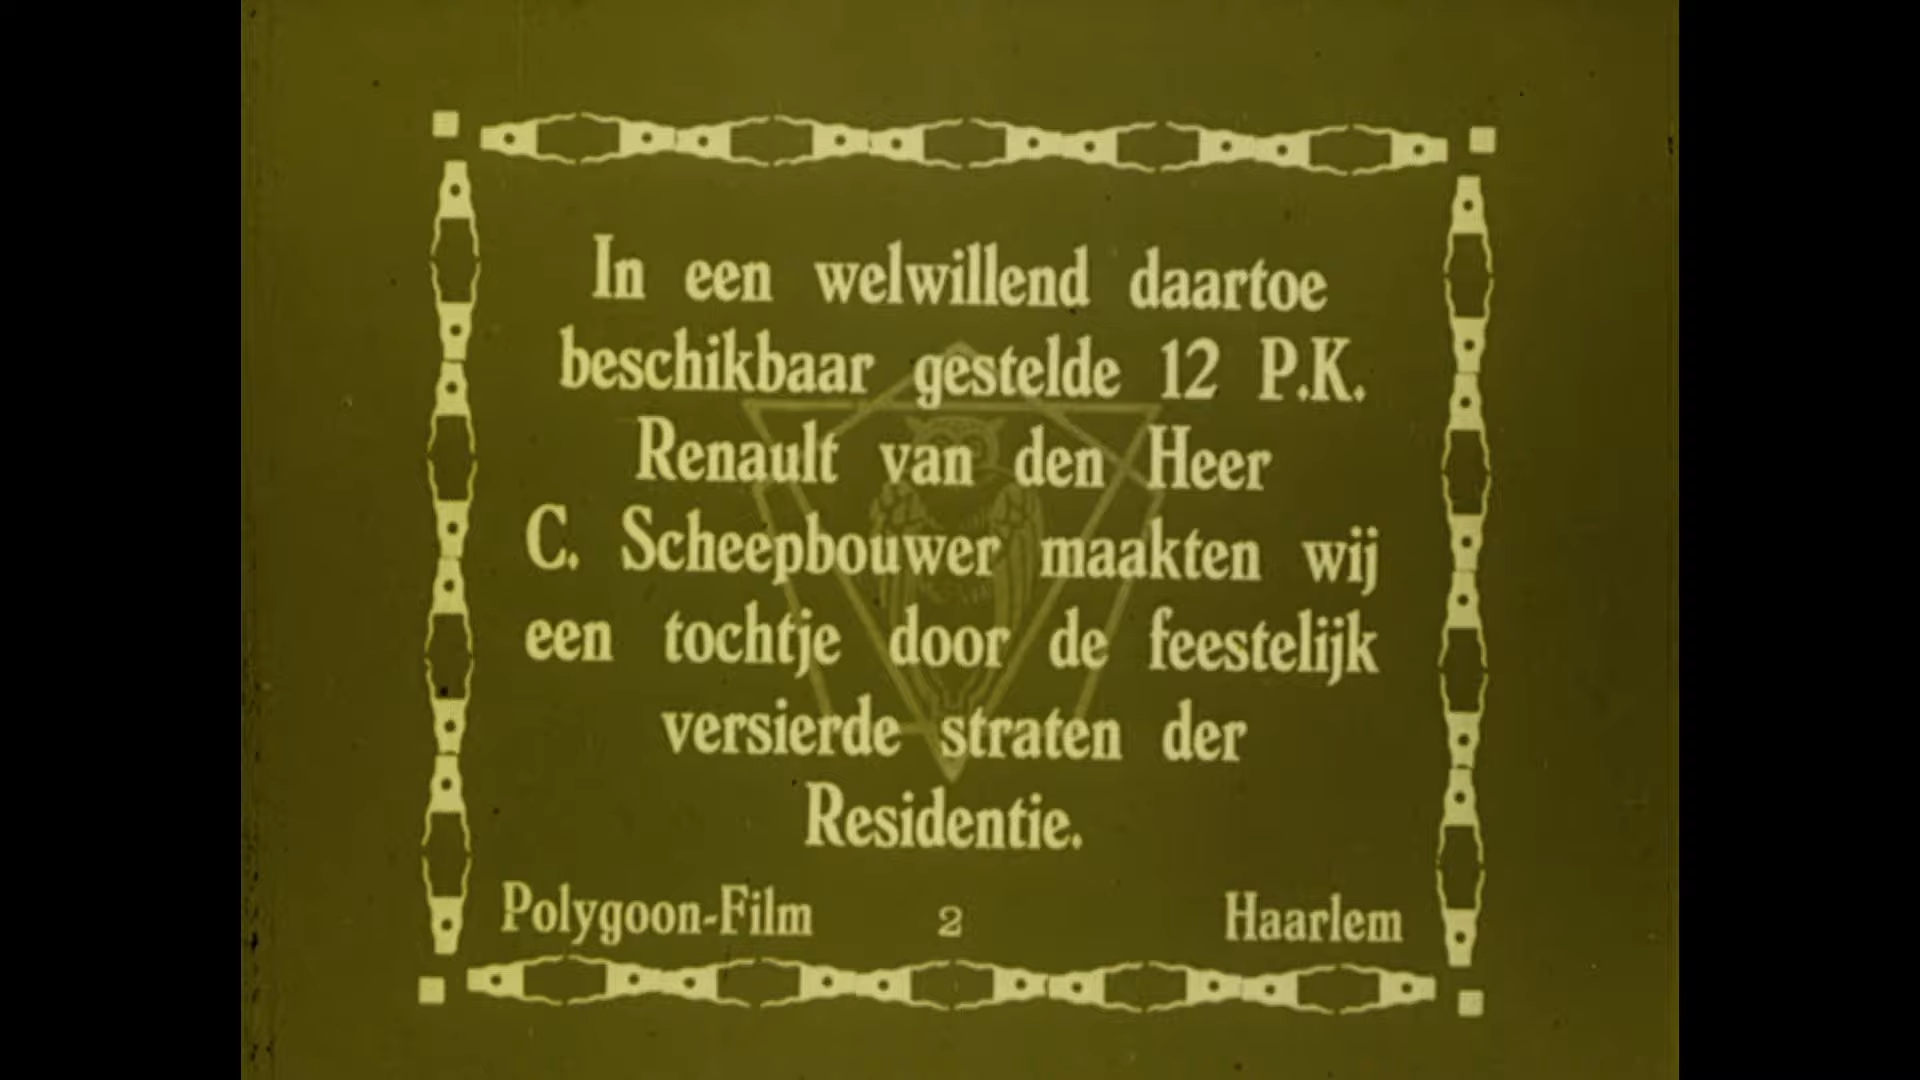 In een welwillend daartoe
beschikbaar gestelde 12 P.K.
Renault van den Heer
C. Scheepbouwer maakten wij
een tochtje door de feestelijk
versierde straten der
Residentie.
Polygoon-Film 2 Haarlem